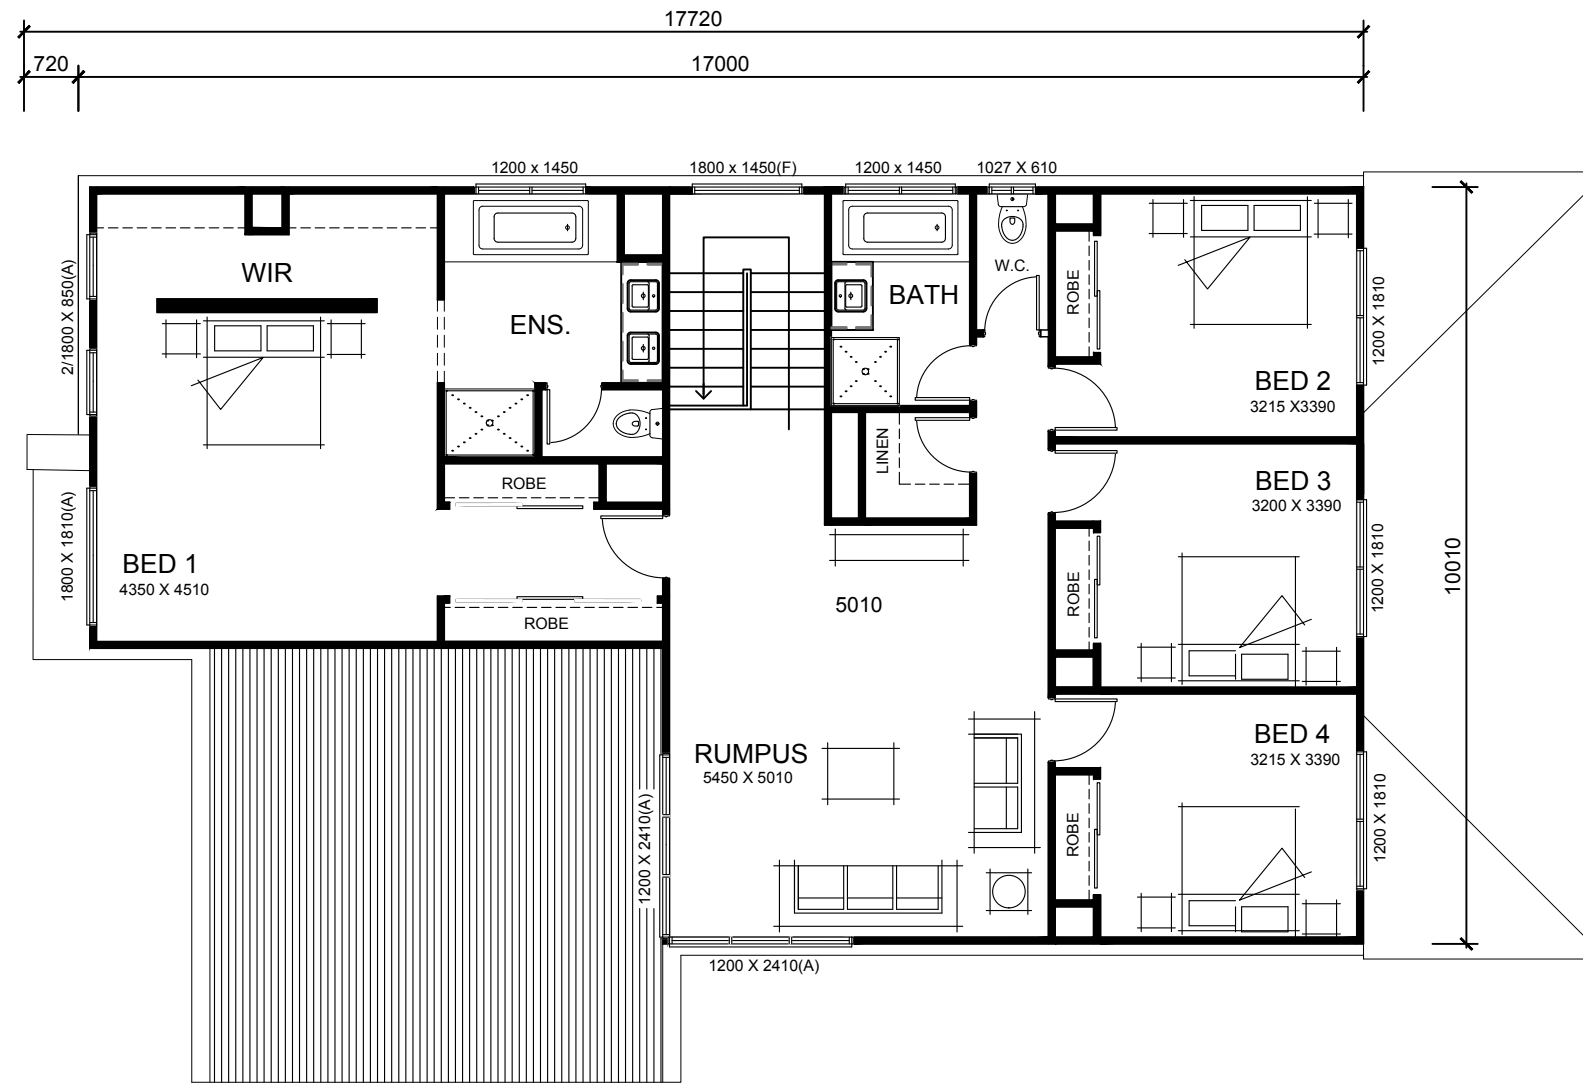 17720
720
17000
1200 x 1450
1800 x 1450(F)
1200 x 1450
1027 X 610
WIR
2/1800 X 850(A)
ENS.
BATH
W.C.
ROBE
1200 X 1810
BED 2
3215 X3390
LINEN
ROBE
BED 3
3200 X 3390
1800 X 1810(A)
BED 1
4350 X 4510
ROBE
5010
ROBE
1200 X 1810
10010
RUMPUS
5450 X 5010
BED 4
3215 X 3390
1200 X 2410(A)
ROBE
1200 X 1810
1200 X 2410(A)